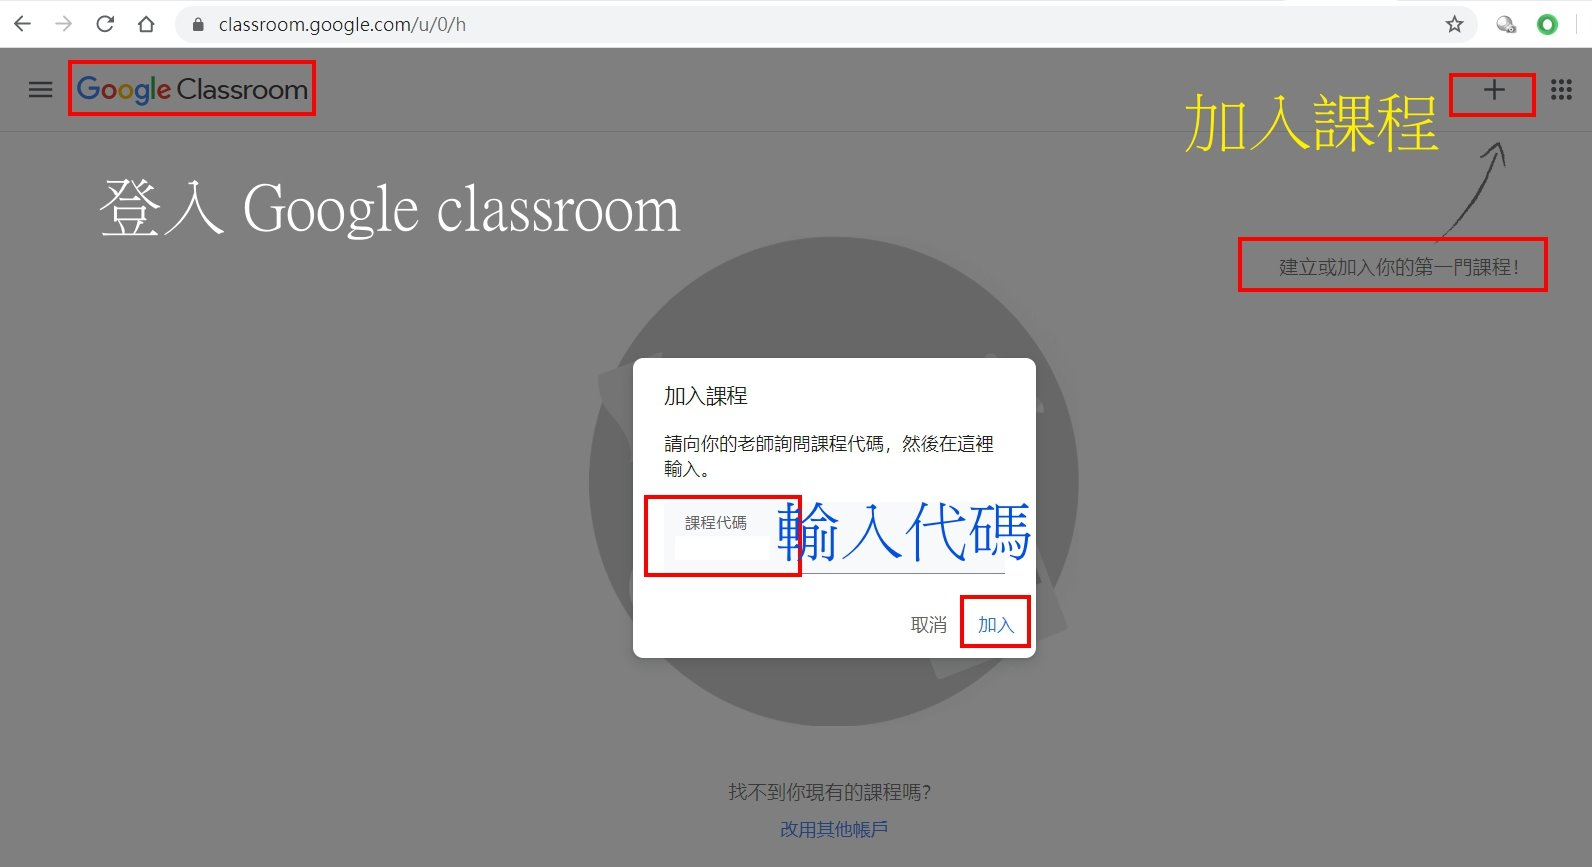 classroom.google.com/u/0/h
Google Classroom
加入課程
登入 Google classroom
建立或加入你的第一門課程！
加入課程
請向你的老師詢問課程代碼，然後在這裡
輸入。
課程代碼
輸入代碼
取消 加入
找不到你現有的課程嗎？
改用其他帳戶